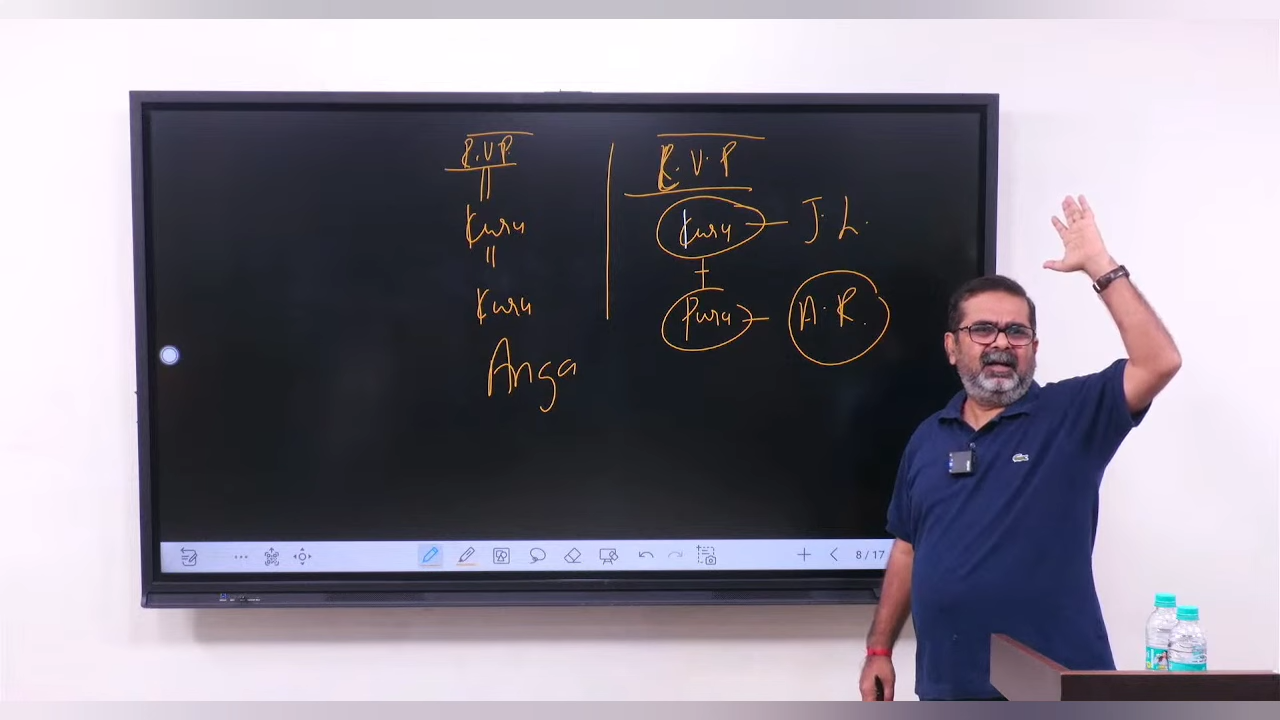 R.V.P.
Kuru
Kuru
Anga
R.V.P
Kuru - J.L.
+
Puru - A.R.
8/17